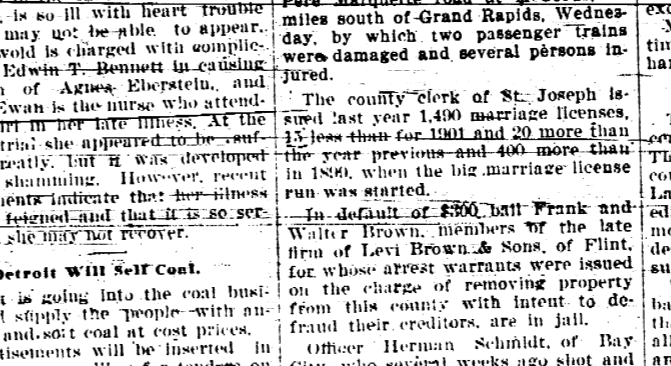 is so ill with heart trouble
may not be able to appear.
vold is charged with complic-
Edwin T. Bennett in causing
of Agnes Eberstein, and
Ewan is the nurse who attend-
in her late illness. At the
trial she appeared to be suf-
reatly, but it was developed
shamming. However, recent
indicate that her illness
feigned and that it is so ser-
she may not recover.
Detroit Will Sell Coal.
is going into the coal busi-
supply the people with an-
and soft coal at cost prices.
tisements will be inserted in
miles south of Grand Rapids, Wednes-
day, by which two passenger trains
were damaged and several persons in-
jured.
The county clerk of St. Joseph is-
sued last year 1,490 marriage licenses,
15 less than for 1901 and 20 more than
the year previous and 400 more than
in 1899, when the big marriage license
run was started.
In default of $300 bail Frank and
Walter Brown, members of the late
firm of Levi Brown & Sons, of Flint,
for whose arrest warrants were issued
on the charge of removing property
from this county with intent to de-
fraud their creditors, are in jail.
Officer Herman Schmidt, of Bay
City, who several weeks ago shot and